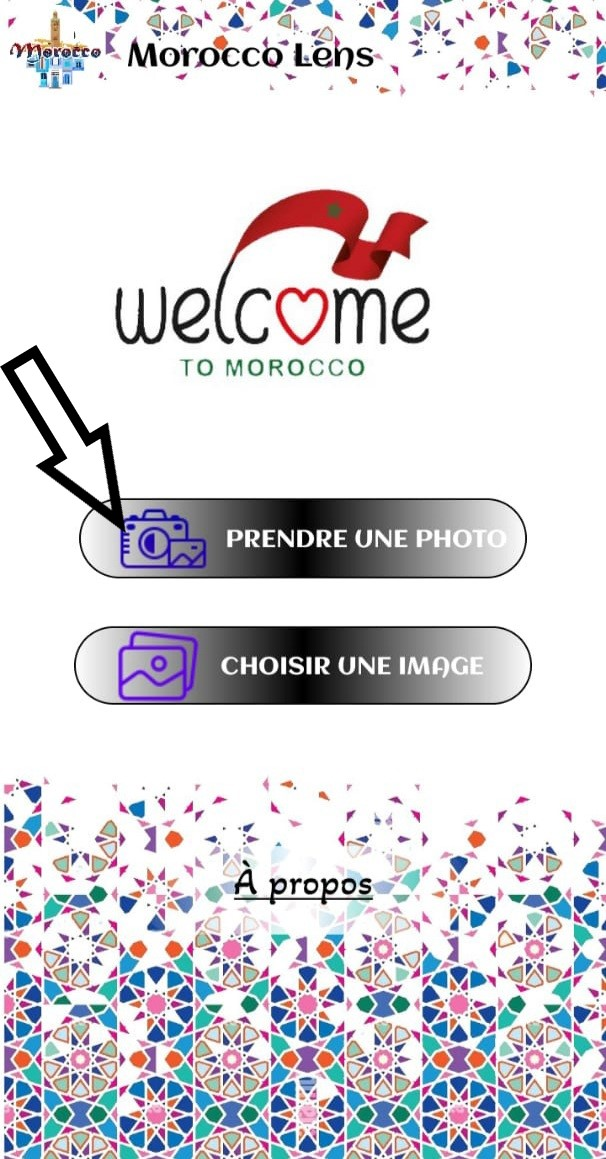 Morocco
Morocco Lens
welcome
TO MOROCCO
PRENDRE UNE PHOTO
CHOISIR UNE IMAGE
À propos